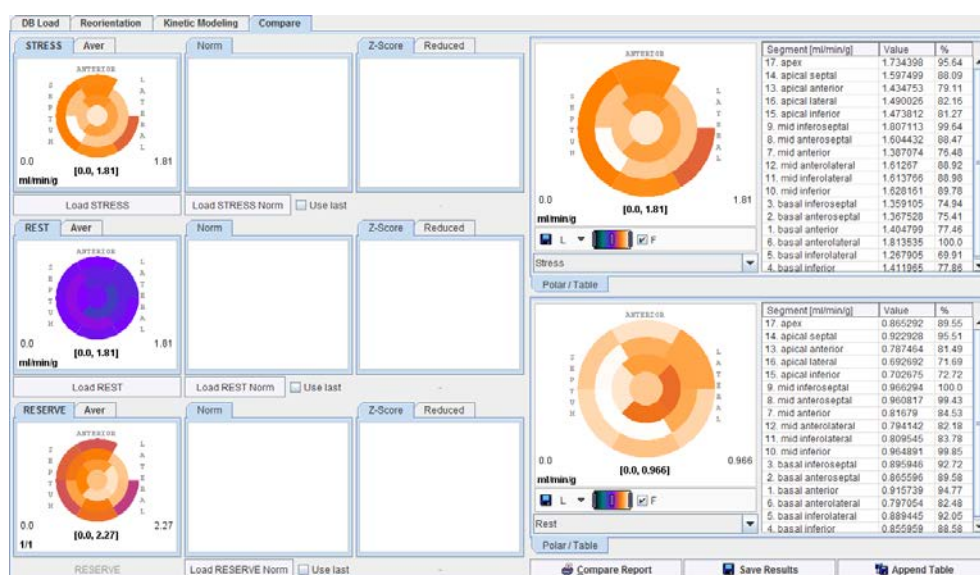 DB Load Reorientation Kinetic Modeling Compare
STRESS Aver Norm Z-Score Reduced
ANTERIOR
SEPTUM
LATERAL
0.0 1.81
[0.0, 1.81]
ml/min/g
Load STRESS Load STRESS Norm Use last -
REST Aver Norm Z-Score Reduced
ANTERIOR
SEPTUM
LATERAL
0.0 1.81
[0.0, 1.81]
ml/min/g
Load REST Load REST Norm Use last -
RESERVE Aver Norm Z-Score Reduced
ANTERIOR
SEPTUM
LATERAL
0.0 2.27
[0.0, 2.27]
1/1
RESERVE Load RESERVE Norm Use last -
ANTERIOR
SEPTUM
LATERAL
0.0 1.81
[0.0, 1.81]
ml/min/g
L F
Stress
Polar / Table
Segment [ml/min/g] Value %
17. apex 1.734398 95.64
14. apical septal 1.597499 88.09
13. apical anterior 1.434753 79.11
16. apical lateral 1.490026 82.16
15. apical inferior 1.473812 81.27
9. mid inferoseptal 1.807113 99.64
8. mid anteroseptal 1.604432 88.47
7. mid anterior 1.387074 76.48
12. mid anterolateral 1.61267 88.92
11. mid inferolateral 1.613766 88.98
10. mid inferior 1.628161 89.78
3. basal inferoseptal 1.359105 74.94
2. basal anteroseptal 1.367528 75.41
1. basal anterior 1.404799 77.46
6. basal anterolateral 1.813535 100.0
5. basal inferolateral 1.267905 69.91
4. basal inferior 1.411965 77.86
ANTERIOR
SEPTUM
LATERAL
0.0 0.966
[0.0, 0.966]
ml/min/g
L F
Rest
Polar / Table
Segment [ml/min/g] Value %
17. apex 0.865292 89.55
14. apical septal 0.922928 95.51
13. apical anterior 0.787464 81.49
16. apical lateral 0.692692 71.69
15. apical inferior 0.702675 72.72
9. mid inferoseptal 0.966294 100.0
8. mid anteroseptal 0.960817 99.43
7. mid anterior 0.81679 84.53
12. mid anterolateral 0.794142 82.18
11. mid inferolateral 0.809545 83.78
10. mid inferior 0.964891 99.85
3. basal inferoseptal 0.895946 92.72
2. basal anteroseptal 0.865596 89.58
1. basal anterior 0.915739 94.77
6. basal anterolateral 0.797054 82.48
5. basal inferolateral 0.889445 92.05
4. basal inferior 0.855959 88.58
Compare Report Save Results Append Table